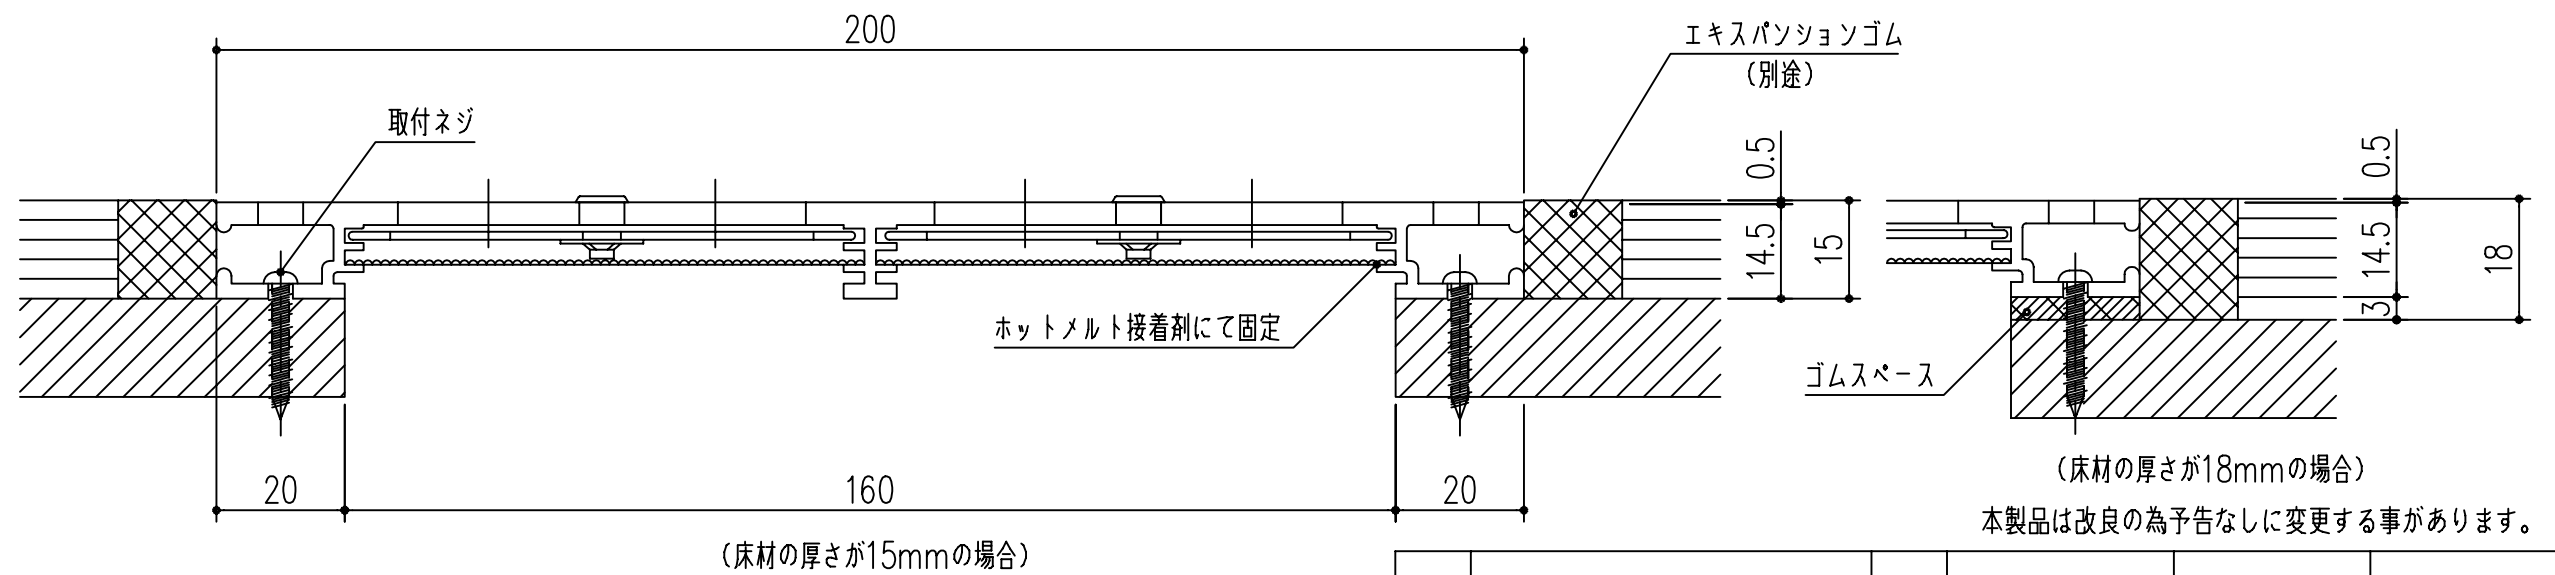 200
エキスパンションゴム
(別途)
取付ネジ
0.5
14.5
15
0.5
14.5
3
18
ホットメルト接着剤にて固定
ゴムスペース
20
160
20
(床材の厚さが18mmの場合)
本製品は改良の為予告なしに変更する事があります。
(床材の厚さが15mmの場合)